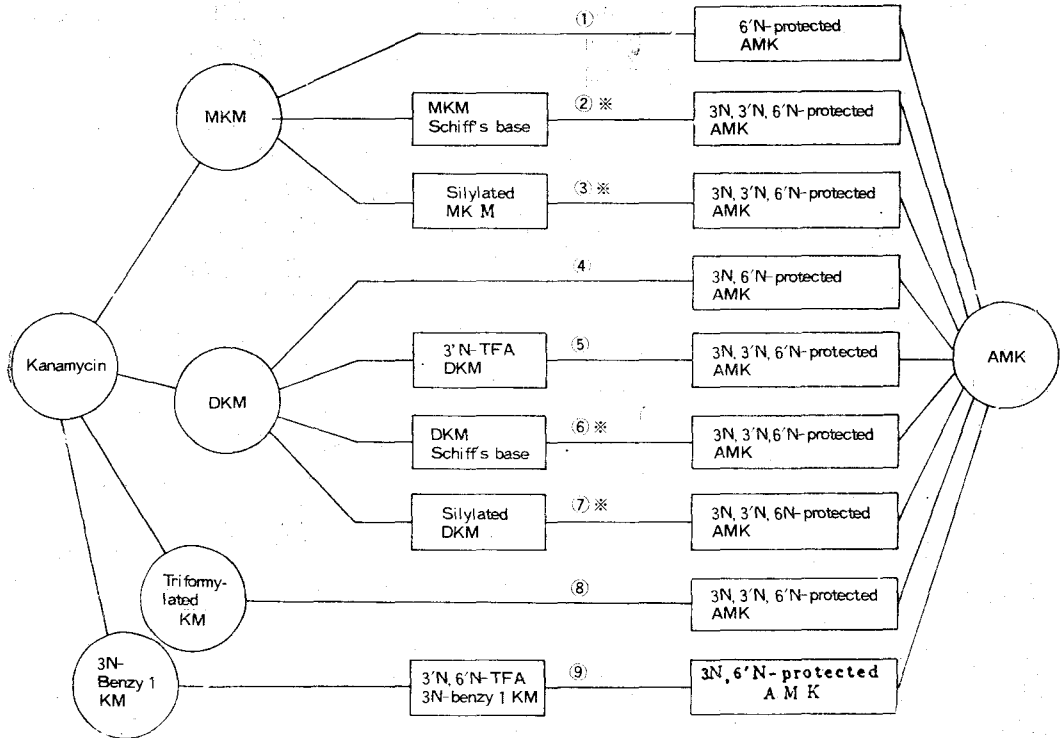 ①
6'N-protected
AMK
MKM
MKM
Schiff's base
②※
3N, 3'N, 6'N-protected
AMK
Silylated
MK M
③※
3N, 3'N, 6'N-protected
AMK
④
3N, 6'N-protected
AMK
Kanamycin
DKM
3'N-TFA
DKM
⑤
3N, 3'N, 6'N-protected
AMK
AMK
DKM
Schiff's base
⑥※
3N, 3'N,6'N-protected
AMK
Silylated
DKM
⑦※
3N, 3'N, 6N-protected
AMK
Triformy-
lated
KM
⑧
3N, 3'N, 6'N-protected
AMK
3N-
Benzy 1
KM
3'N, 6'N-TFA
3N-benzy 1 KM
⑨
3N, 6'N-protected
A M K